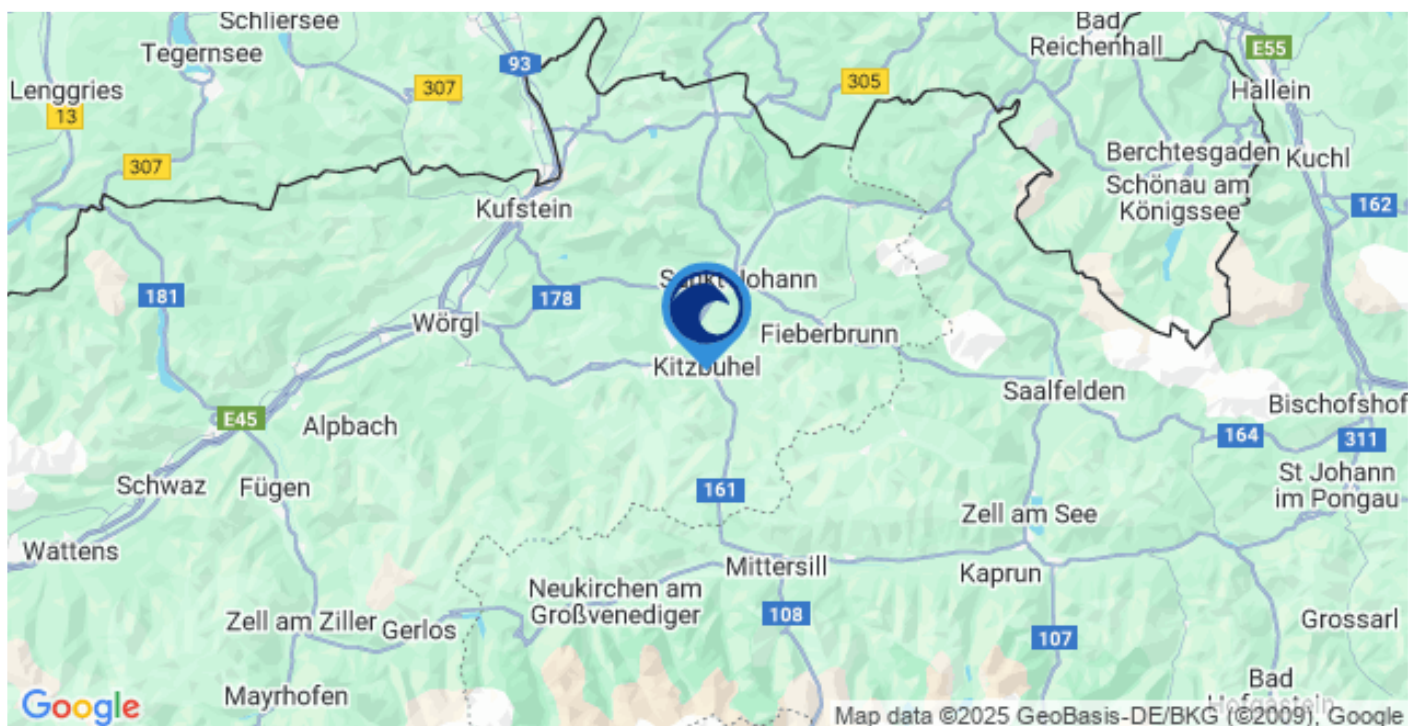 Schliersee
Tegernsee
Bad
Reichenhall
E55
93
307
305
Lenggries
13
Hallein
307
Berchtesgaden
Kuchl
Schönau am
Königssee
162
Kufstein
Sankt Johann
181
178
Wörgl
Fieberbrunn
Kitzbühel
Saalfelden
Bischofshof
E45
Alpbach
164
311
Schwaz
Fügen
161
St Johann
im Pongau
Zell am See
Wattens
Mittersill
Kaprun
Neukirchen am
Großvenediger
108
Zell am Ziller
Gerlos
107
Grossarl
Mayrhofen
Bad
Hofgastein
Google
Map data ©2025 GeoBasis-DE/BKG (©2009), Google